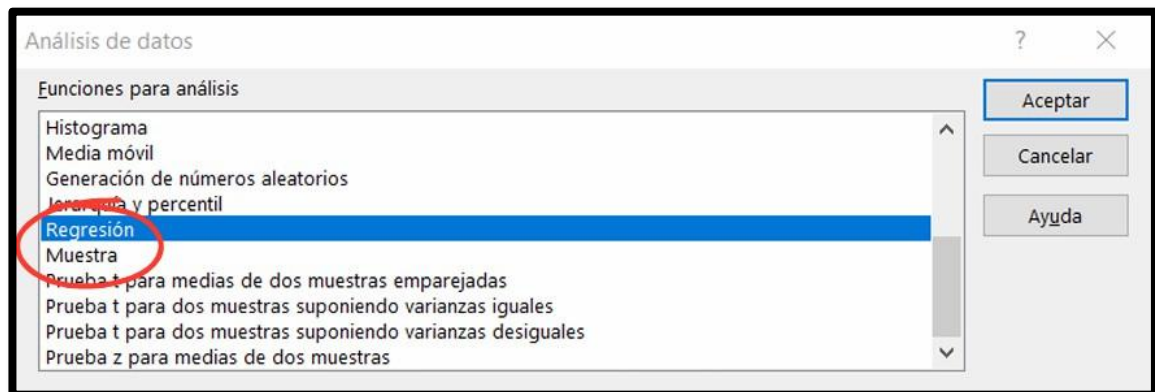 Análisis de datos
? ×
Funciones para análisis
Histograma
Media móvil
Generación de números aleatorios
Jerarquía y percentil
Regresión
Muestra
Prueba t para medias de dos muestras emparejadas
Prueba t para dos muestras suponiendo varianzas iguales
Prueba t para dos muestras suponiendo varianzas desiguales
Prueba z para medias de dos muestras
Aceptar
Cancelar
Ayuda